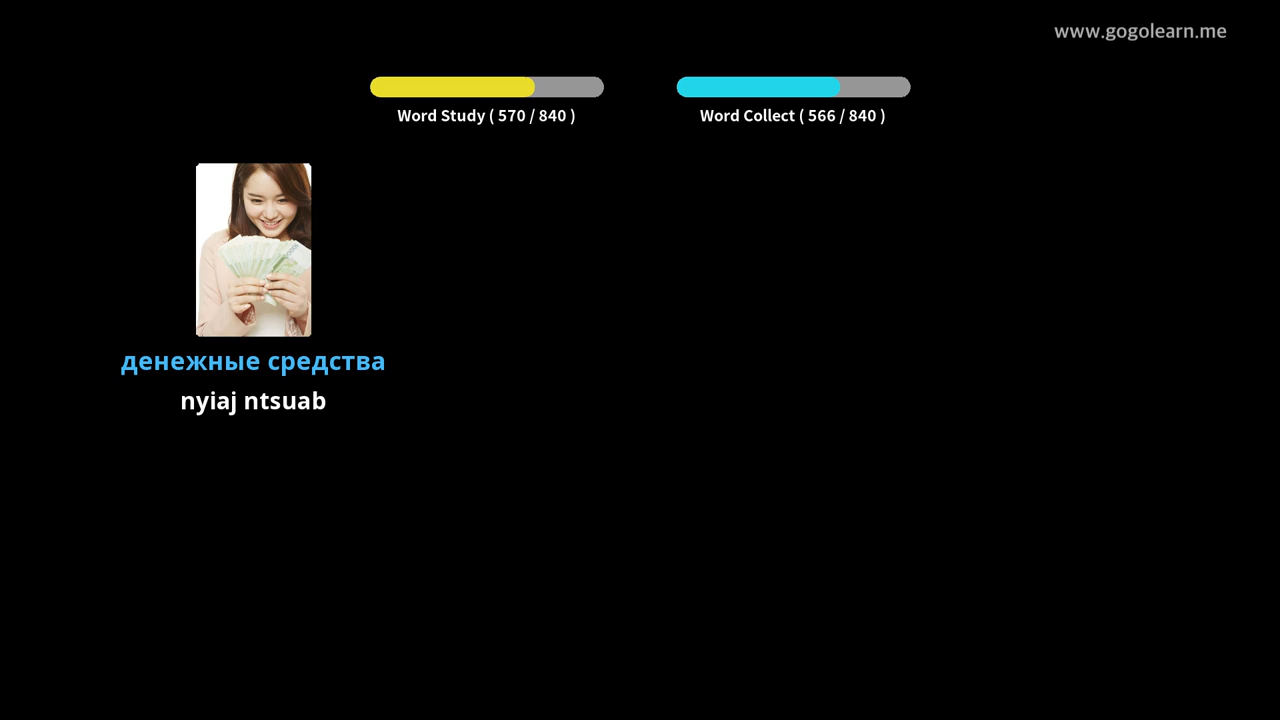 www.gogolearn.me
Word Study ( 570 / 840 )
Word Collect ( 566 / 840 )
денежные средства
nyiaj ntsuab